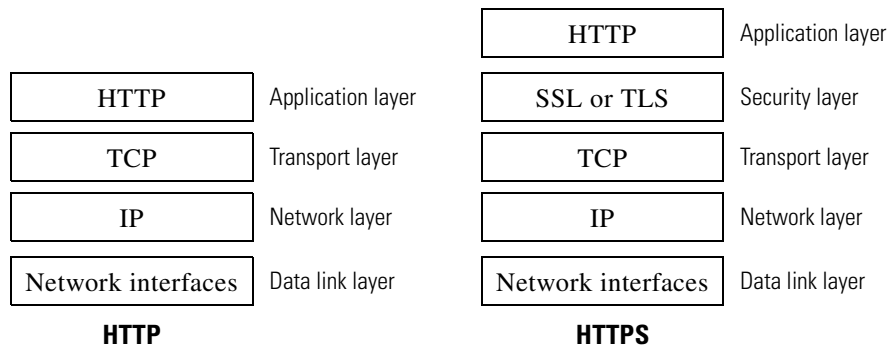 HTTP Application layer
HTTP Application layer
SSL or TLS Security layer
TCP Transport layer
TCP Transport layer
IP Network layer
IP Network layer
Network interfaces Data link layer
Network interfaces Data link layer
HTTP
HTTPS